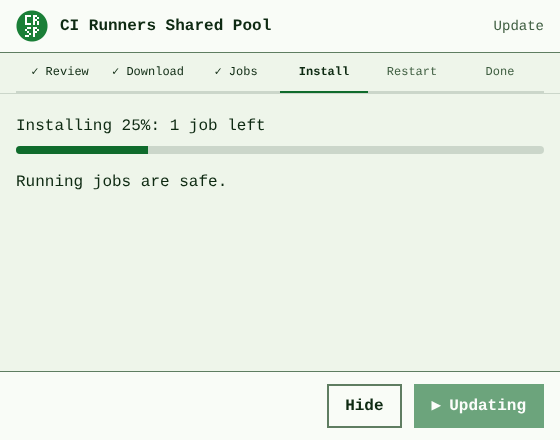 CR
SP
CI Runners Shared Pool
Update
✓ Review
✓ Download
✓ Jobs
Install
Restart
Done
Installing 25%: 1 job left
Running jobs are safe.
Hide
▶ Updating